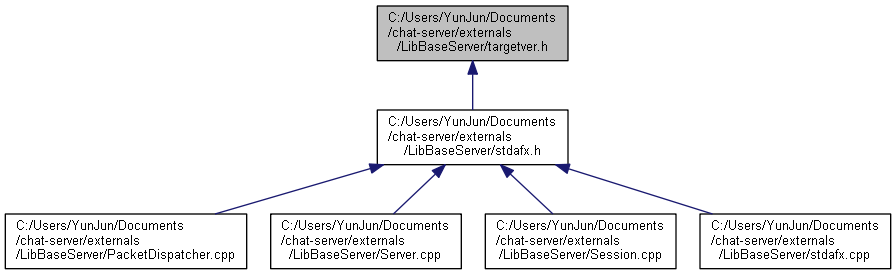 C:/Users/YunJun/Documents
/chat-server/externals
/LibBaseServer/targetver.h
C:/Users/YunJun/Documents
/chat-server/externals
/LibBaseServer/stdafx.h
C:/Users/YunJun/Documents
/chat-server/externals
/LibBaseServer/PacketDispatcher.cpp
C:/Users/YunJun/Documents
/chat-server/externals
/LibBaseServer/Server.cpp
C:/Users/YunJun/Documents
/chat-server/externals
/LibBaseServer/Session.cpp
C:/Users/YunJun/Documents
/chat-server/externals
/LibBaseServer/stdafx.cpp